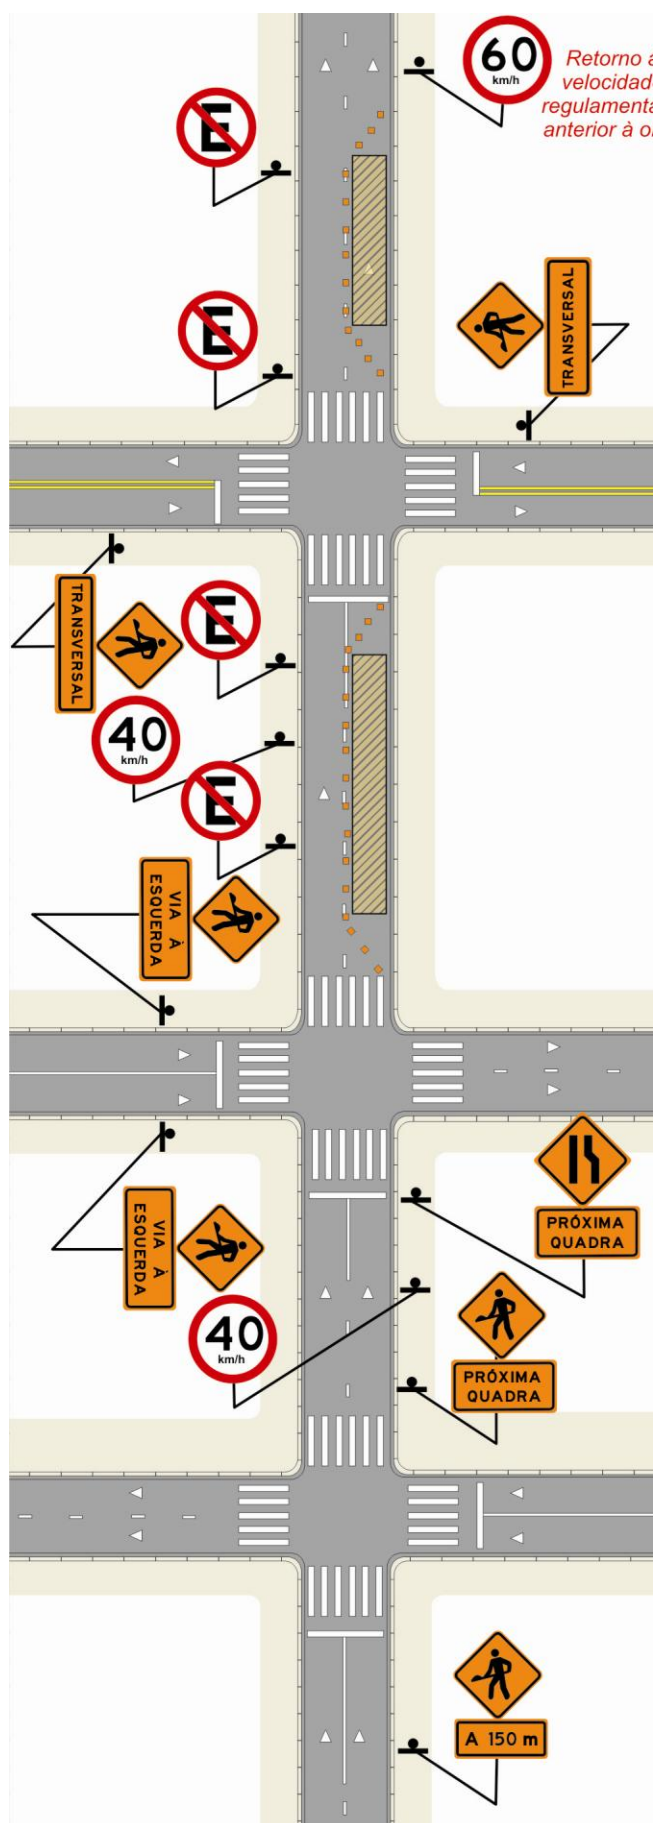 60
km/h
Retorno à
velocidade
regulamenta
anterior à o
E
E
TRANSVERSAL
TRANSVERSAL
E
40
km/h
E
VIA À
ESQUERDA
PRÓXIMA
QUADRA
VIA À
ESQUERDA
40
km/h
PRÓXIMA
QUADRA
A 150 m